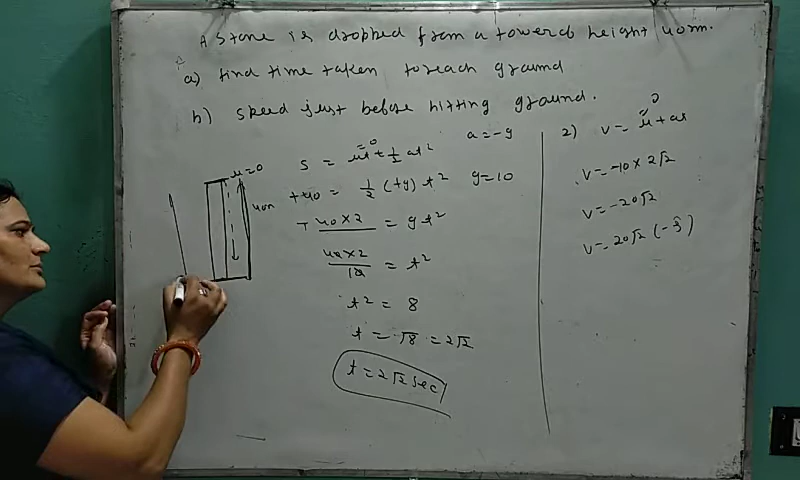 A stone is dropped from a tower of height 40m.
a) find time taken to reach ground
b) speed just before hitting ground.
a = -g
s = ut + 1/2 at²
= 0
+40 = 1/2 (+g) t² g = 10
+ 40×2 = g t²
40×2/10 = t²
t² = 8
t = √8 = 2√2
t = 2√2 sec
u = 0
40m
2) v = u + at
= 0
v = -10 × 2√2
v = -20√2
v = 20√2 (-ĵ)